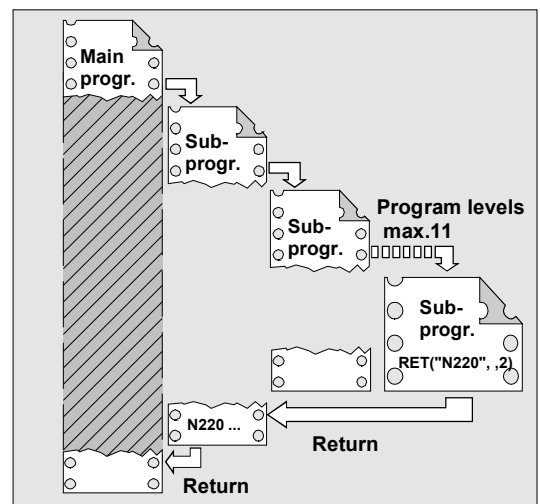 Main
progr.
Sub-
progr.
Sub-
progr.
Program levels
max.11
Sub-
progr.
RET("N220", ,2)
N220 ...
Return
Return